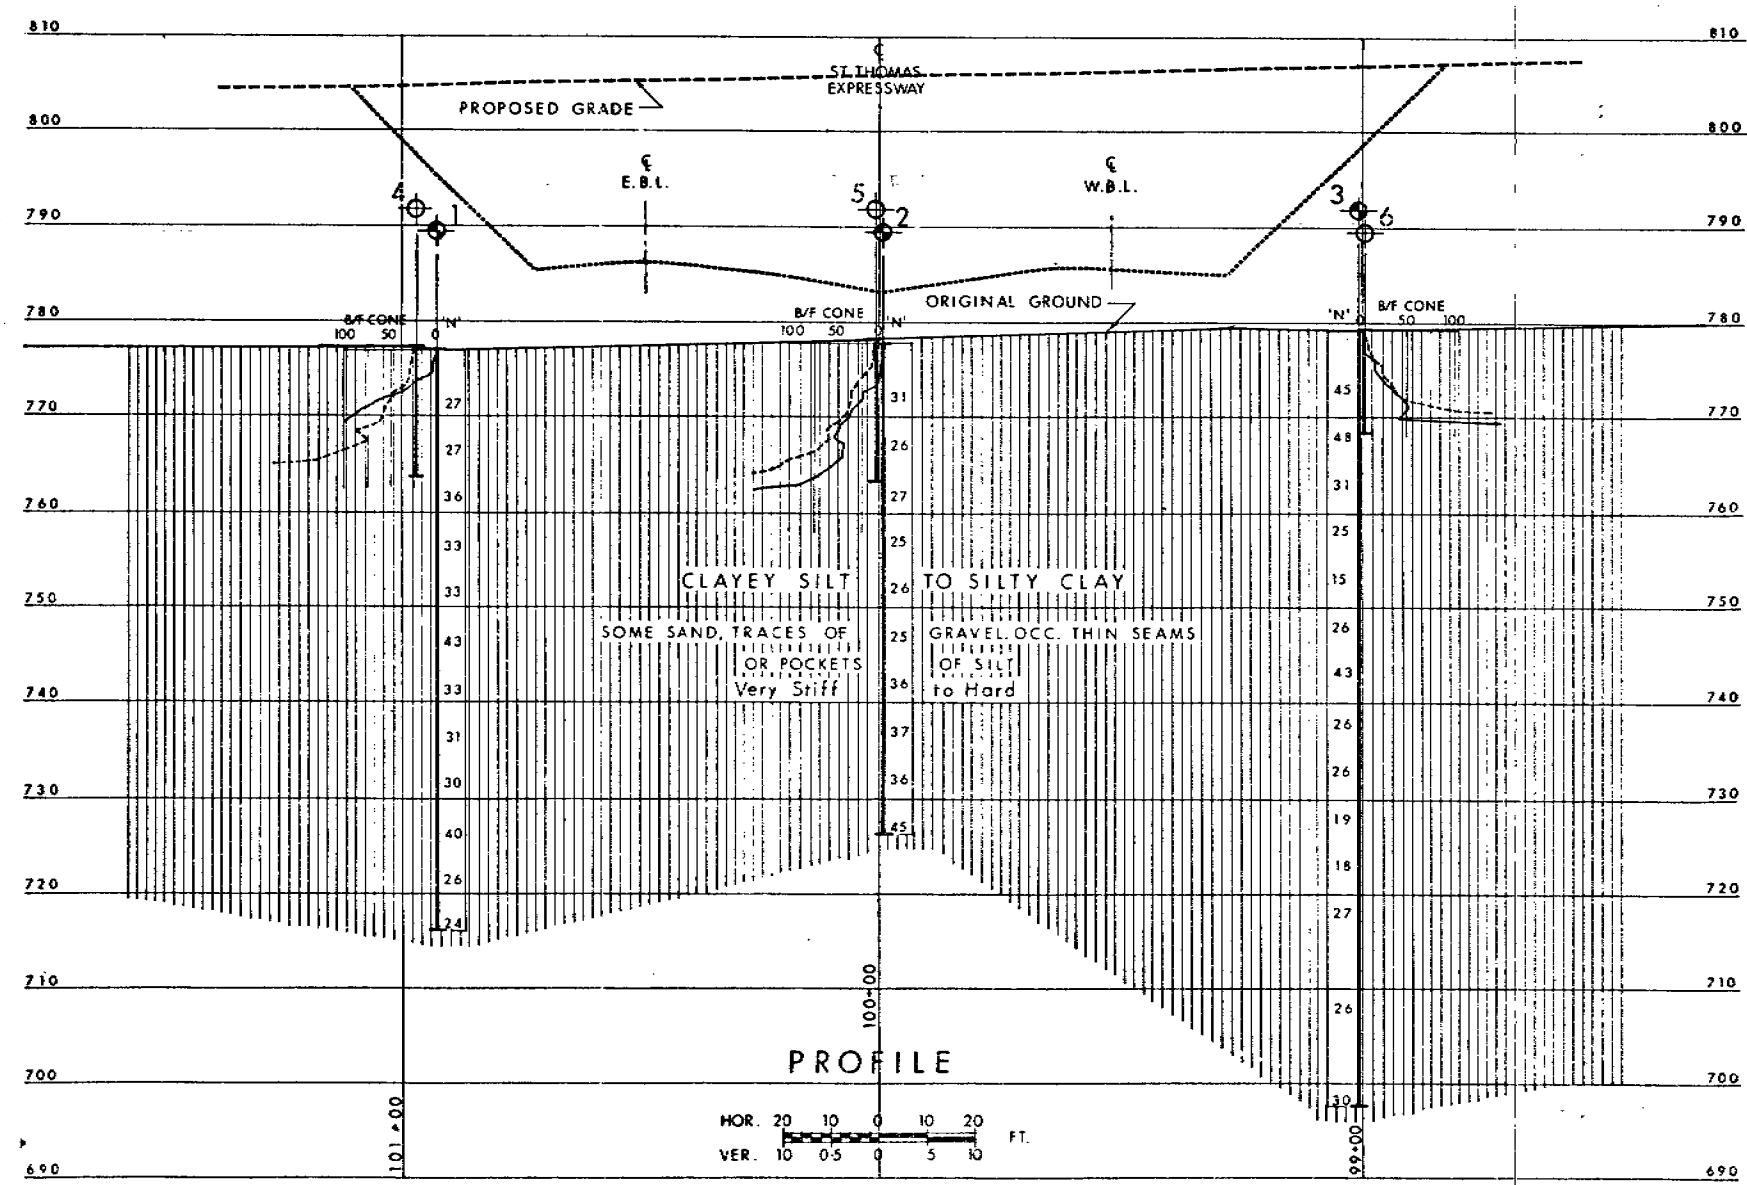 810 810
℄
ST. THOMAS
EXPRESSWAY
PROPOSED GRADE
800 800
℄ ℄
E.B.L. W.B.L.
4 1 5 2 3 6
790 790
ORIGINAL GROUND
780 780
B/F CONE 'N'
100 50 0
B/F CONE 'N'
100 50 0
'N' B/F CONE
0 50 100
770 770
760 760
750 750
740 740
730 730
720 720
710 710
700 700
690 690
27
27
36
33
33
43
33
31
30
40
26
24
31
26
27
25
26
25
36
37
36
45
45
48
31
25
15
26
43
26
26
19
18
27
26
30
CLAYEY SILT TO SILTY CLAY
SOME SAND, TRACES OF GRAVEL. OCC. THIN SEAMS
OR POCKETS OF SILT
Very Stiff to Hard
101+00
100+00
99+00
PROFILE
HOR. 20 10 0 10 20
FT.
VER. 10 0·5 0 5 10